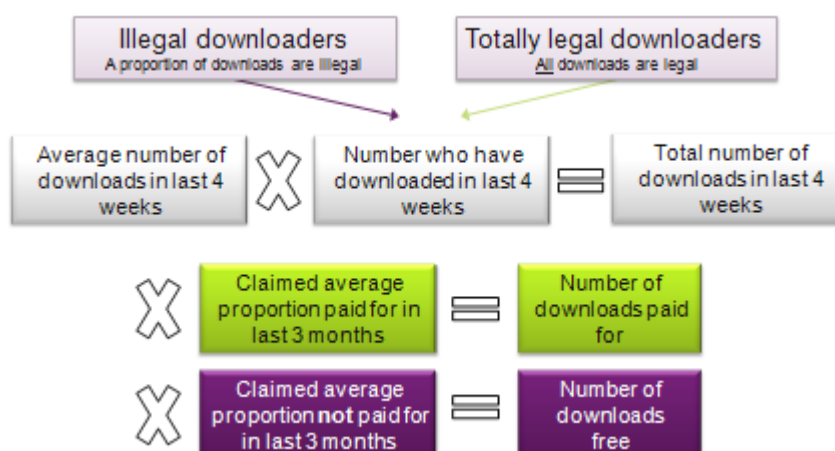 Illegal downloaders
A proportion of downloads are illegal
Totally legal downloaders
All downloads are legal
Average number of
downloads in last 4
weeks
Number who have
downloaded in last 4
weeks
Total number of
downloads in last 4
weeks
Claimed average
proportion paid for in
last 3 months
Number of
downloads paid
for
Claimed average
proportion not paid for
in last 3 months
Number of
downloads
free